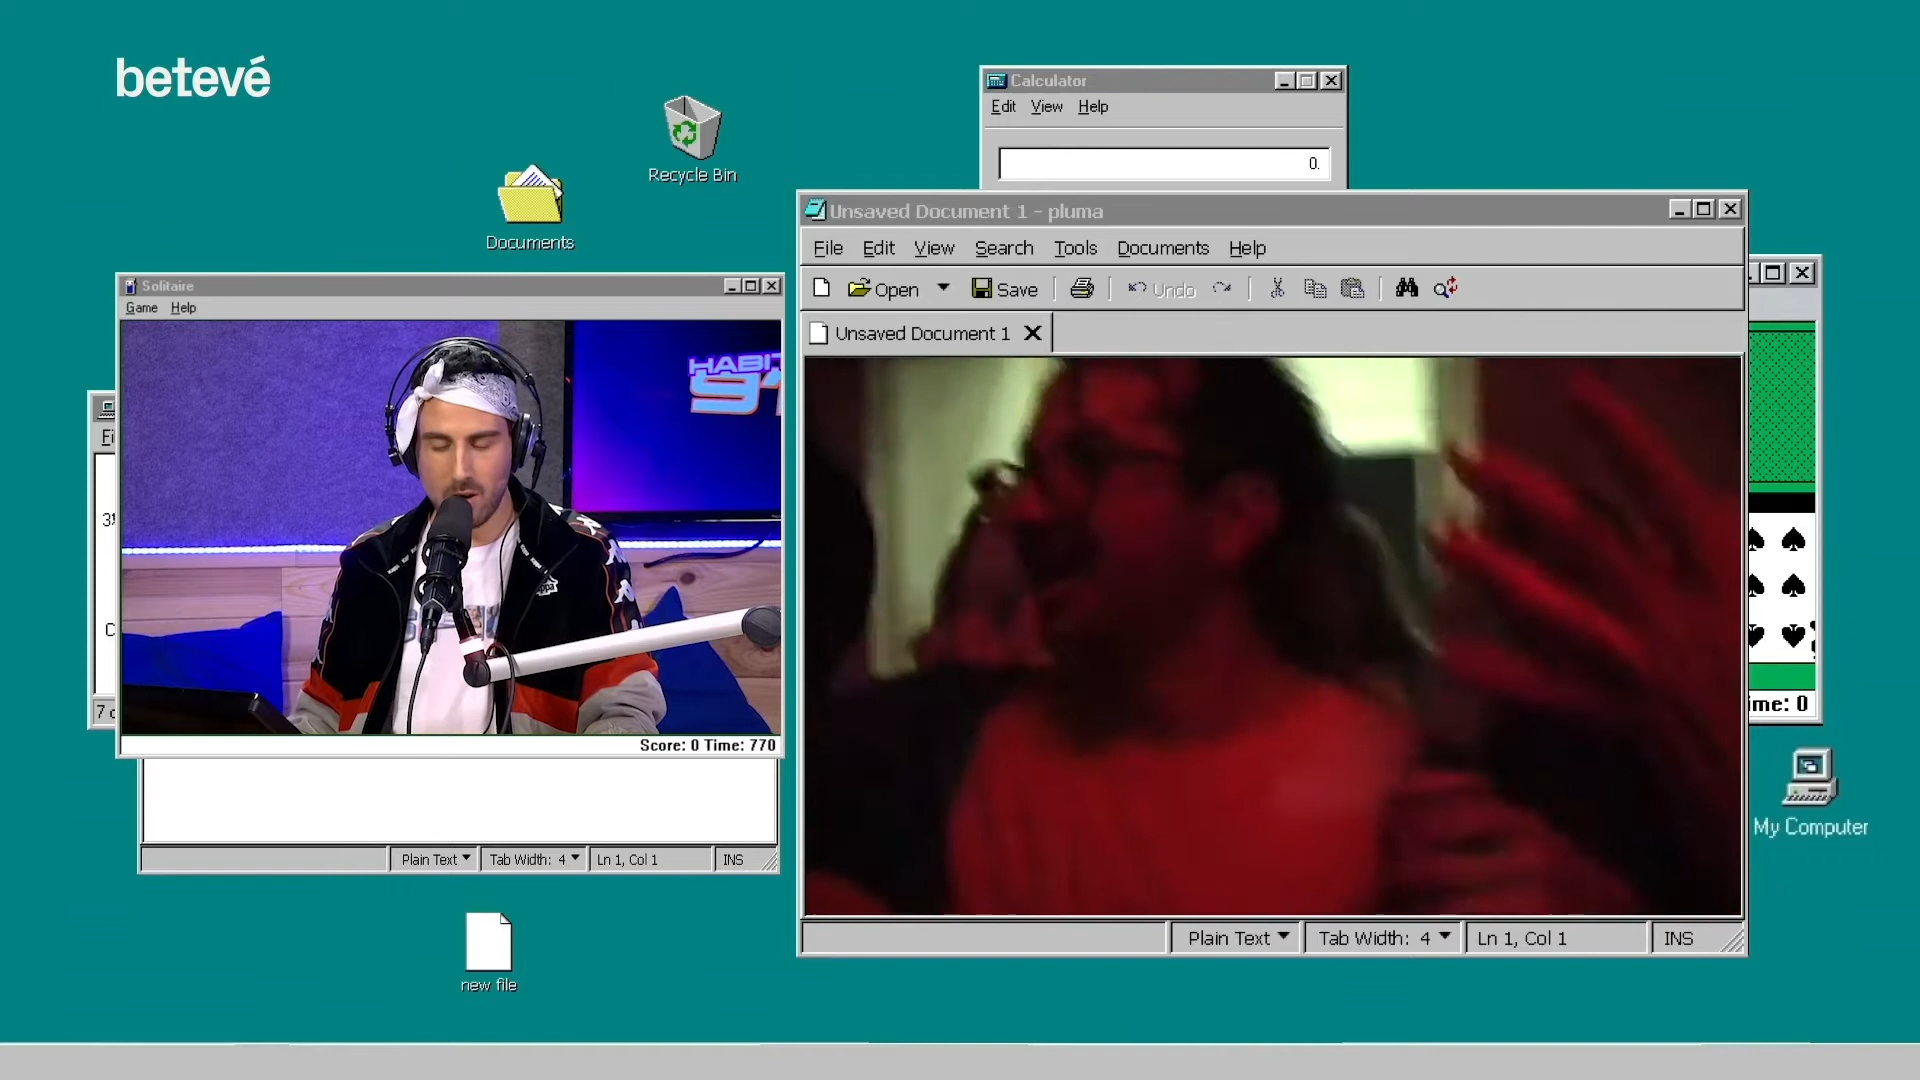 betevé
Recycle Bin
Documents
Calculator
Edit View Help
0.
Unsaved Document 1 - pluma
File Edit View Search Tools Documents Help
Open Save Undo
Unsaved Document 1
Solitaire
Game Help
HABIT
91
Score: 0 Time: 770
Plain Text Tab Width: 4 Ln 1, Col 1 INS
Plain Text Tab Width: 4 Ln 1, Col 1 INS
ime: 0
My Computer
new file